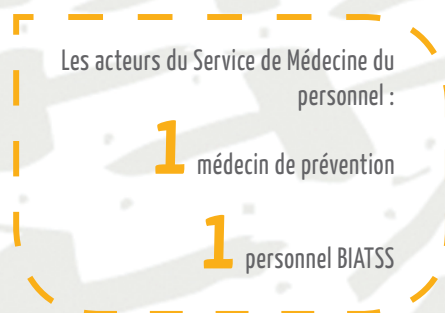 Les acteurs du Service de Médecine du
personnel :
1 médecin de prévention
1 personnel BIATSS